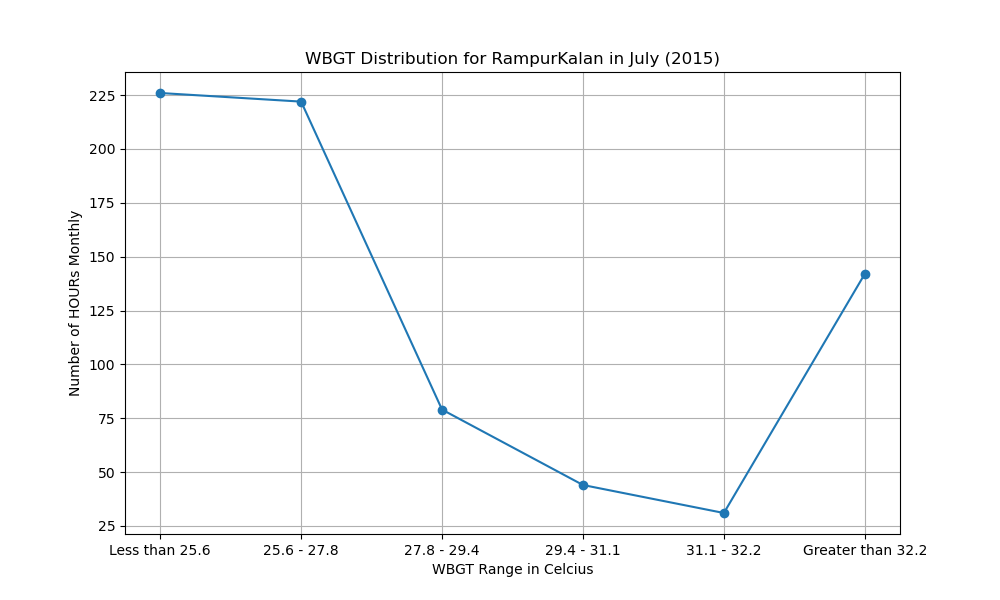 WBGT Distribution for RampurKalan in July (2015)
Number of HOURs Monthly
225
200
175
150
125
100
75
50
25
Less than 25.6 25.6 - 27.8 27.8 - 29.4 29.4 - 31.1 31.1 - 32.2 Greater than 32.2
WBGT Range in Celcius